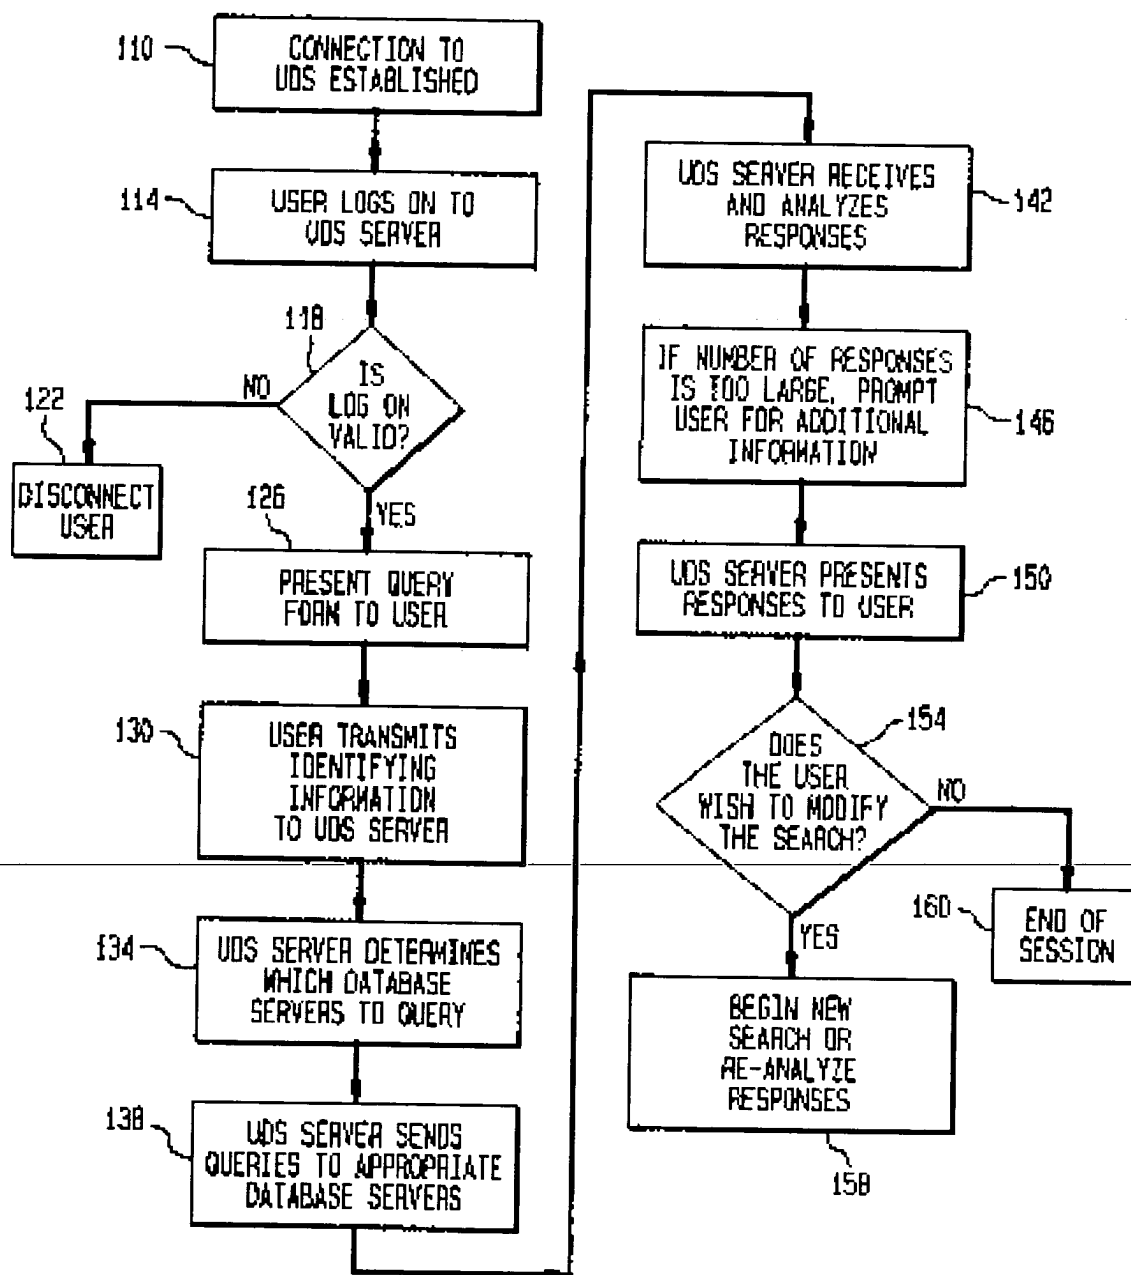 110
CONNECTION TO
UDS ESTABLISHED
114
USER LOGS ON TO
UDS SERVER
118
IS
LOG ON
VALID?
NO
122
DISCONNECT
USER
YES
126
PRESENT QUERY
FORM TO USER
130
USER TRANSMITS
IDENTIFYING
INFORMATION
TO UDS SERVER
134
UDS SERVER DETERMINES
WHICH DATABASE
SERVERS TO QUERY
138
UDS SERVER SENDS
QUERIES TO APPROPRIATE
DATABASE SERVERS
UDS SERVER RECEIVES
AND ANALYZES
RESPONSES
142
IF NUMBER OF RESPONSES
IS TOO LARGE, PROMPT
USER FOR ADDITIONAL
INFORMATION
146
UDS SERVER PRESENTS
RESPONSES TO USER
150
154
DOES
THE USER
WISH TO MODIFY
THE SEARCH?
NO
160
END OF
SESSION
YES
BEGIN NEW
SEARCH OR
RE-ANALYZE
RESPONSES
158